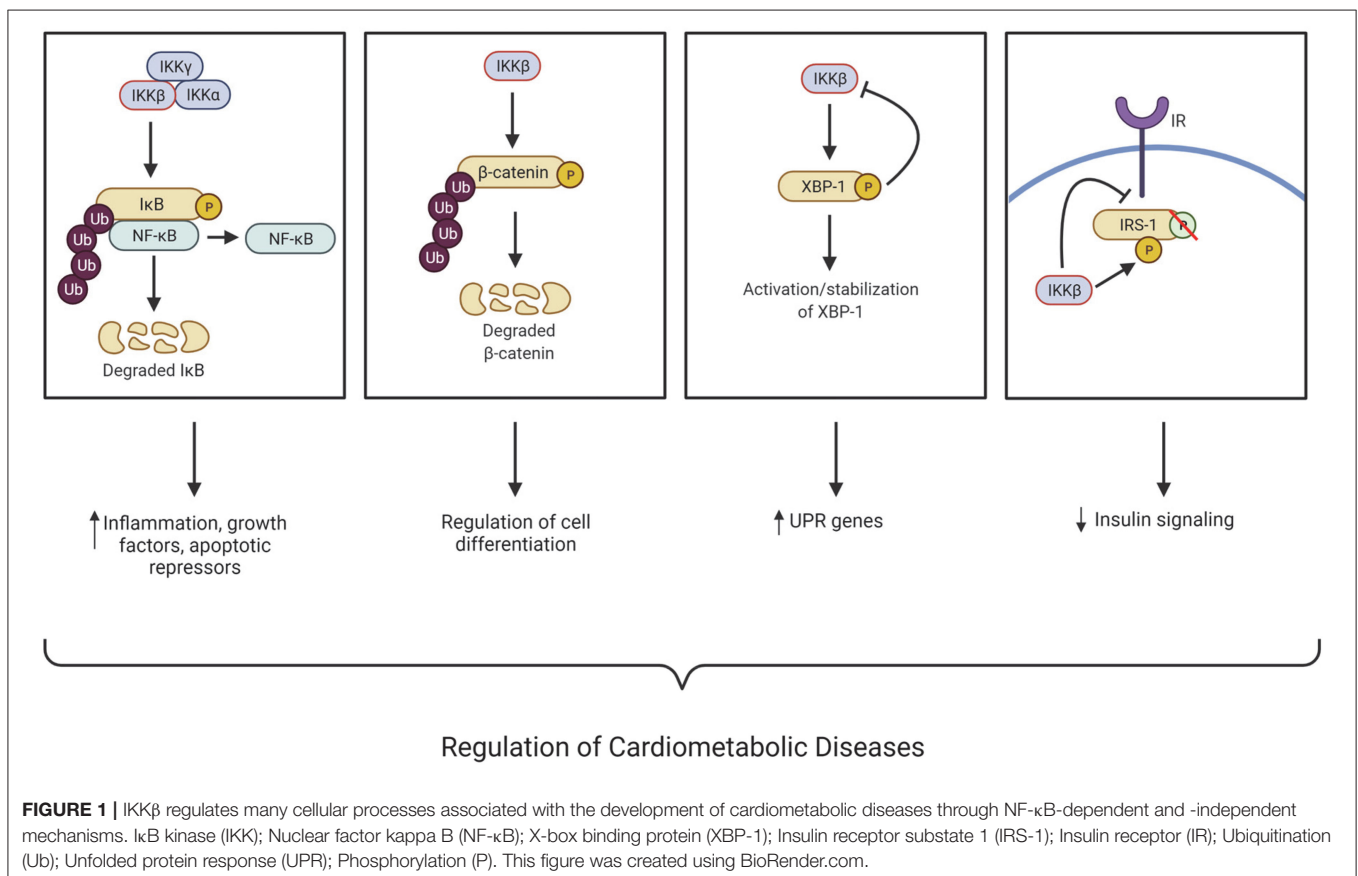 IKKγ
IKKβ
IKKα
IκB
P
Ub
NF-κB
NF-κB
Ub
Ub
Ub
Degraded IκB
IKKβ
β-catenin
P
Ub
Ub
Ub
Ub
Degraded
β-catenin
IKKβ
XBP-1
P
Activation/stabilization
of XBP-1
IR
IRS-1
P
P
IKKβ
Inflammation, growth
factors, apoptotic
repressors
Regulation of cell
differentiation
UPR genes
Insulin signaling
Regulation of Cardiometabolic Diseases
FIGURE 1 | IKKβ regulates many cellular processes associated with the development of cardiometabolic diseases through NF-κB-dependent and -independent
mechanisms. IκB kinase (IKK); Nuclear factor kappa B (NF-κB); X-box binding protein (XBP-1); Insulin receptor substate 1 (IRS-1); Insulin receptor (IR); Ubiquitination
(Ub); Unfolded protein response (UPR); Phosphorylation (P). This figure was created using BioRender.com.